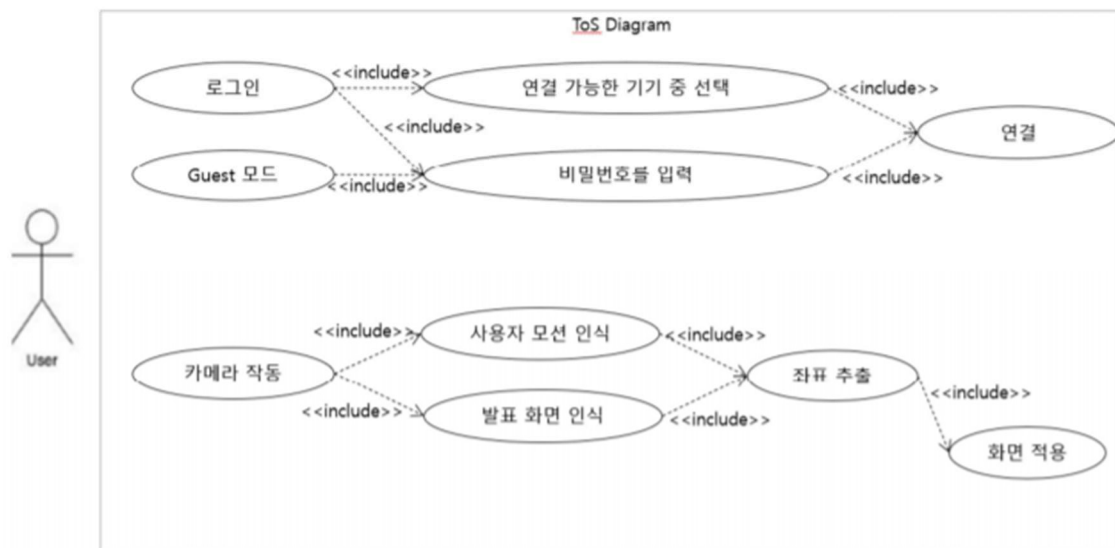 ToS Diagram
로그인
<<include>>
연결 가능한 기기 중 선택
<<include>>
<<include>>
연결
Guest 모드
<<include>>
비밀번호를 입력
<<include>>
User
<<include>>
사용자 모션 인식
<<include>>
카메라 작동
좌표 추출
<<include>>
<<include>>
발표 화면 인식
<<include>>
화면 적용